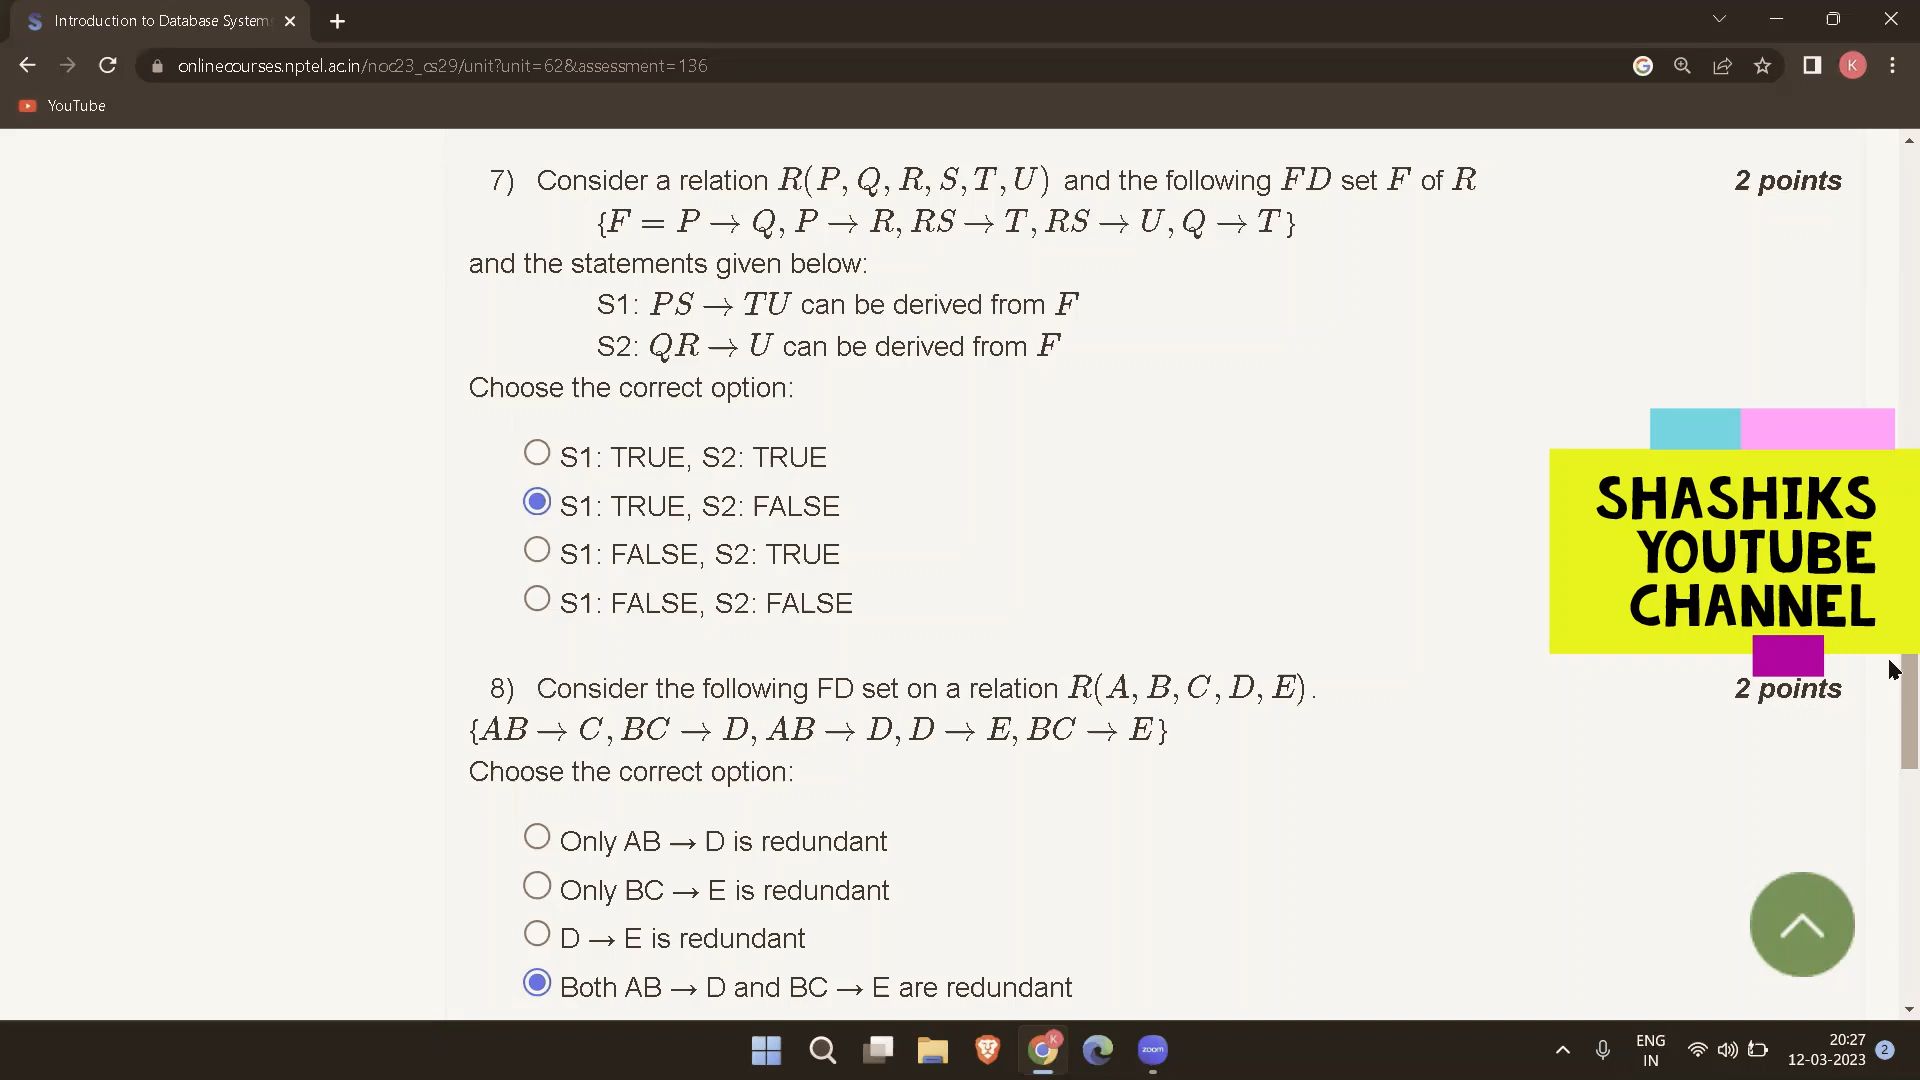 Introduction to Database System
onlinecourses.nptel.ac.in/noc23_cs29/unit?unit=62&assessment=136
K
YouTube
7) Consider a relation R(P, Q, R, S, T, U) and the following FD set F of R
2 points
{F = P → Q, P → R, RS → T, RS → U, Q → T}
and the statements given below:
S1: PS → TU can be derived from F
S2: QR → U can be derived from F
Choose the correct option:
S1: TRUE, S2: TRUE
S1: TRUE, S2: FALSE
S1: FALSE, S2: TRUE
S1: FALSE, S2: FALSE
SHASHIKS
YOUTUBE
CHANNEL
8) Consider the following FD set on a relation R(A, B, C, D, E).
2 points
{AB → C, BC → D, AB → D, D → E, BC → E}
Choose the correct option:
Only AB → D is redundant
Only BC → E is redundant
D → E is redundant
Both AB → D and BC → E are redundant
K
zoom
ENG
IN
20:27
12-03-2023
2